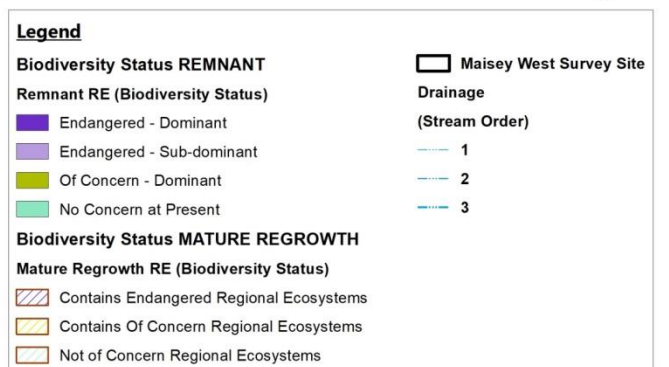 Legend
Biodiversity Status REMNANT
Remnant RE (Biodiversity Status)
Endangered - Dominant
Endangered - Sub-dominant
Of Concern - Dominant
No Concern at Present
Biodiversity Status MATURE REGROWTH
Mature Regrowth RE (Biodiversity Status)
Contains Endangered Regional Ecosystems
Contains Of Concern Regional Ecosystems
Not of Concern Regional Ecosystems
Maisey West Survey Site
Drainage
(Stream Order)
1
2
3